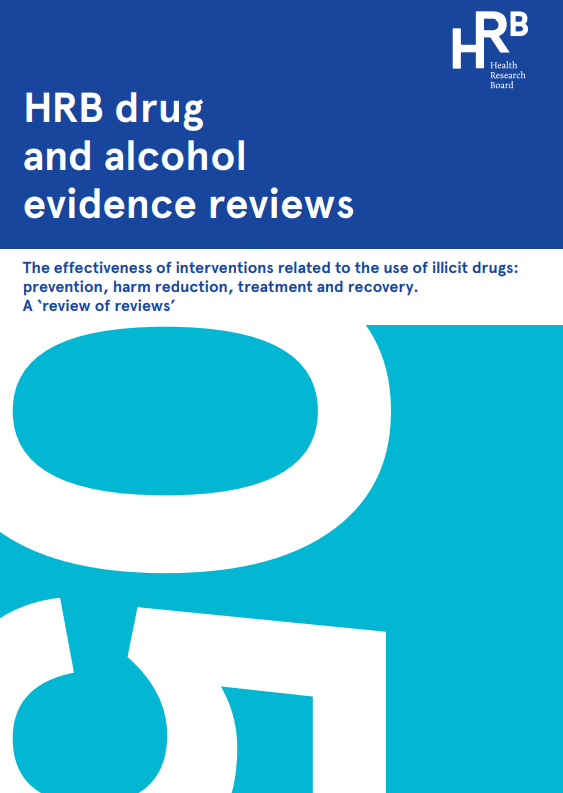 HRB
Health
Research
Board
HRB drug
and alcohol
evidence reviews
The effectiveness of interventions related to the use of illicit drugs:
prevention, harm reduction, treatment and recovery.
A ‘review of reviews’
05